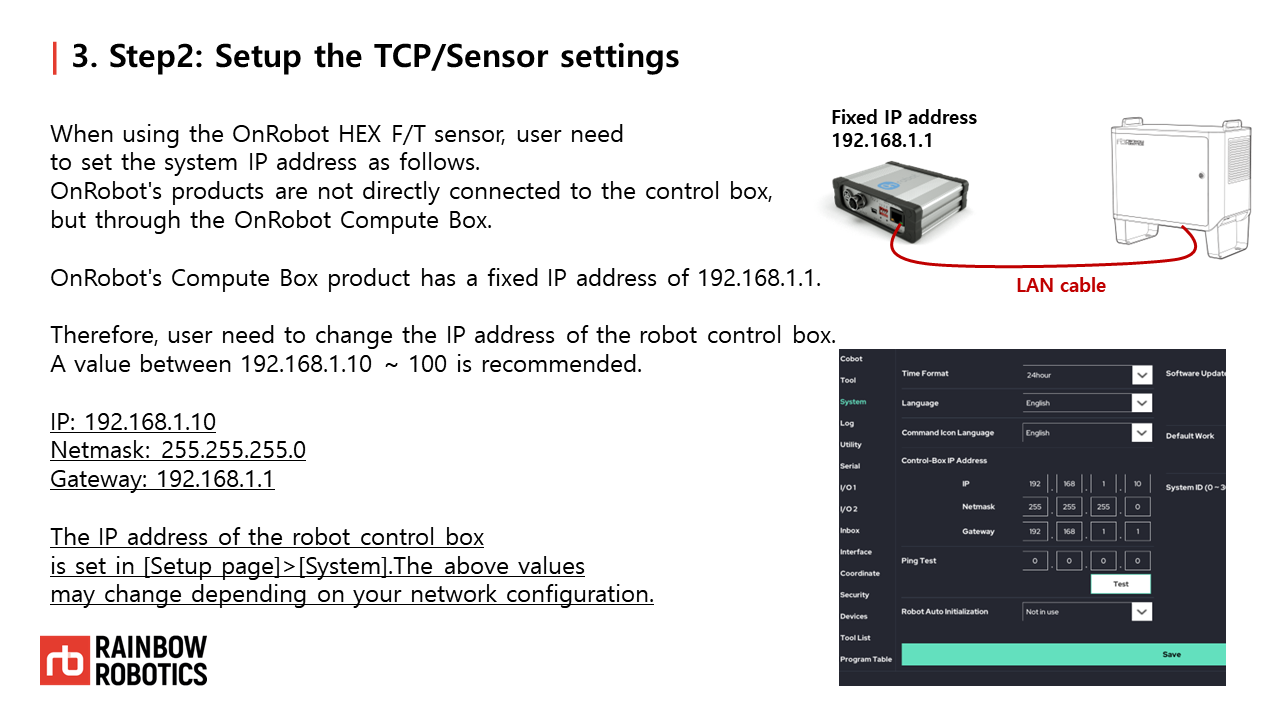 3. Step2: Setup the TCP/Sensor settings
When using the OnRobot HEX F/T sensor, user need
to set the system IP address as follows.
OnRobot's products are not directly connected to the control box,
but through the OnRobot Compute Box.
OnRobot's Compute Box product has a fixed IP address of 192.168.1.1.
Therefore, user need to change the IP address of the robot control box.
A value between 192.168.1.10 ~ 100 is recommended.
IP: 192.168.1.10
Netmask: 255.255.255.0
Gateway: 192.168.1.1
The IP address of the robot control box
is set in [Setup page]>[System].The above values
may change depending on your network configuration.
RAINBOW
ROBOTICS
Fixed IP address
192.168.1.1
LAN cable
Cobot
Tool
System
Log
Utility
Serial
I/O 1
I/O 2
Inbox
Interface
Coordinate
Security
Devices
Tool List
Program Table
Time Format 24hour Software Update
Language English
Command Icon Language English Default Work
Control-Box IP Address
IP 192 . 168 . 1 . 10 System ID (0 ~ 3
Netmask 255 . 255 . 255 . 0
Gateway 192 . 168 . 1 . 1
Ping Test 0 . 0 . 0 . 0
Test
Robot Auto Initialization Not in use
Save